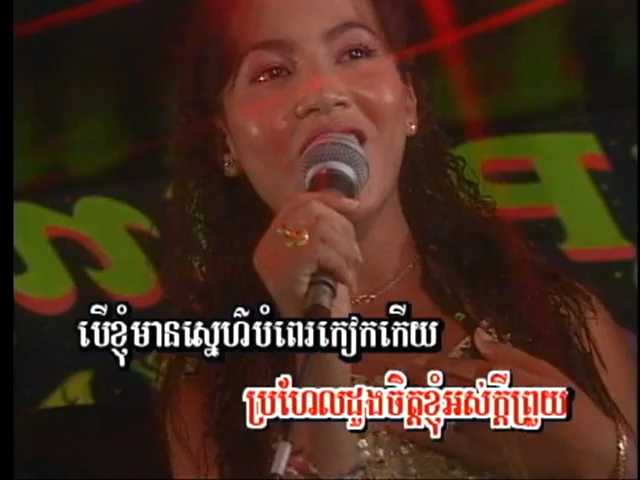 បើខ្ញុំមានស្នេហ៍បំពេរកៀកកើយ
ប្រហែលដួងចិត្តខ្ញុំអស់ក្ដីព្រួយ